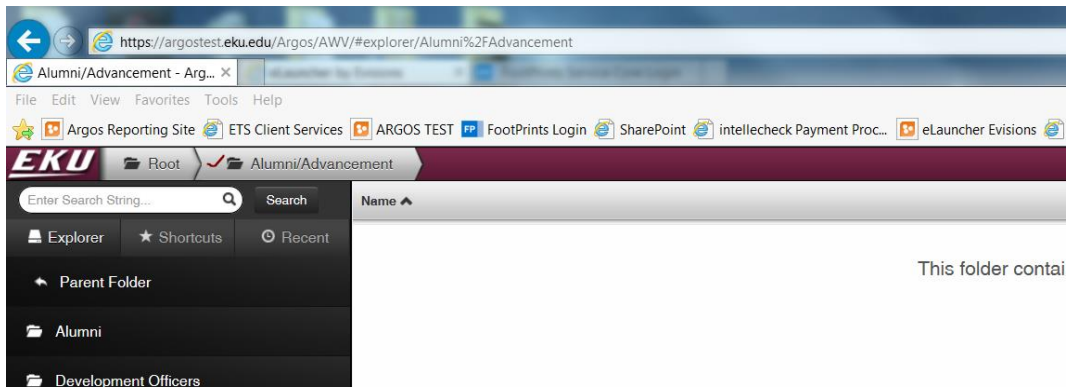 https://argostest.eku.edu/Argos/AWV/#explorer/Alumni%2FAdvancement
Alumni/Advancement - Arg... ×
File Edit View Favorites Tools Help
Argos Reporting Site ETS Client Services ARGOS TEST FP FootPrints Login SharePoint intellecheck Payment Proc... eLauncher Evisions
EKU Root Alumni/Advancement
Enter Search String... Search Name
Explorer Shortcuts Recent
This folder contai
Parent Folder
Alumni
Development Officers